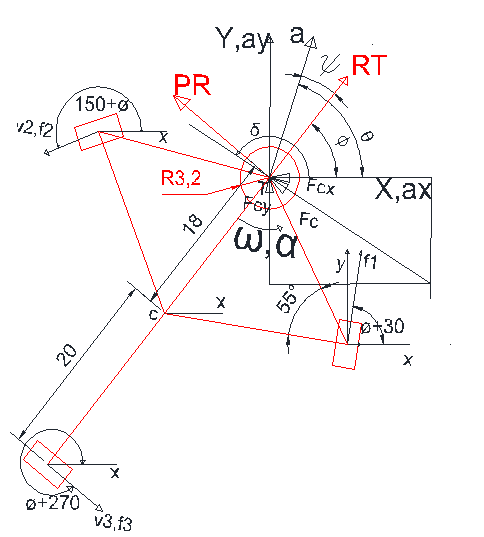 Y,ay
a
ψ
RT
PR
150+ø
v2,f2
x
δ
ø
θ
R3,2
T
Fcx
X,ax
Fcy
Fc
18
ω,α
y
f1
55°
ø+30
x
c
x
20
x
ø+270
v3,f3